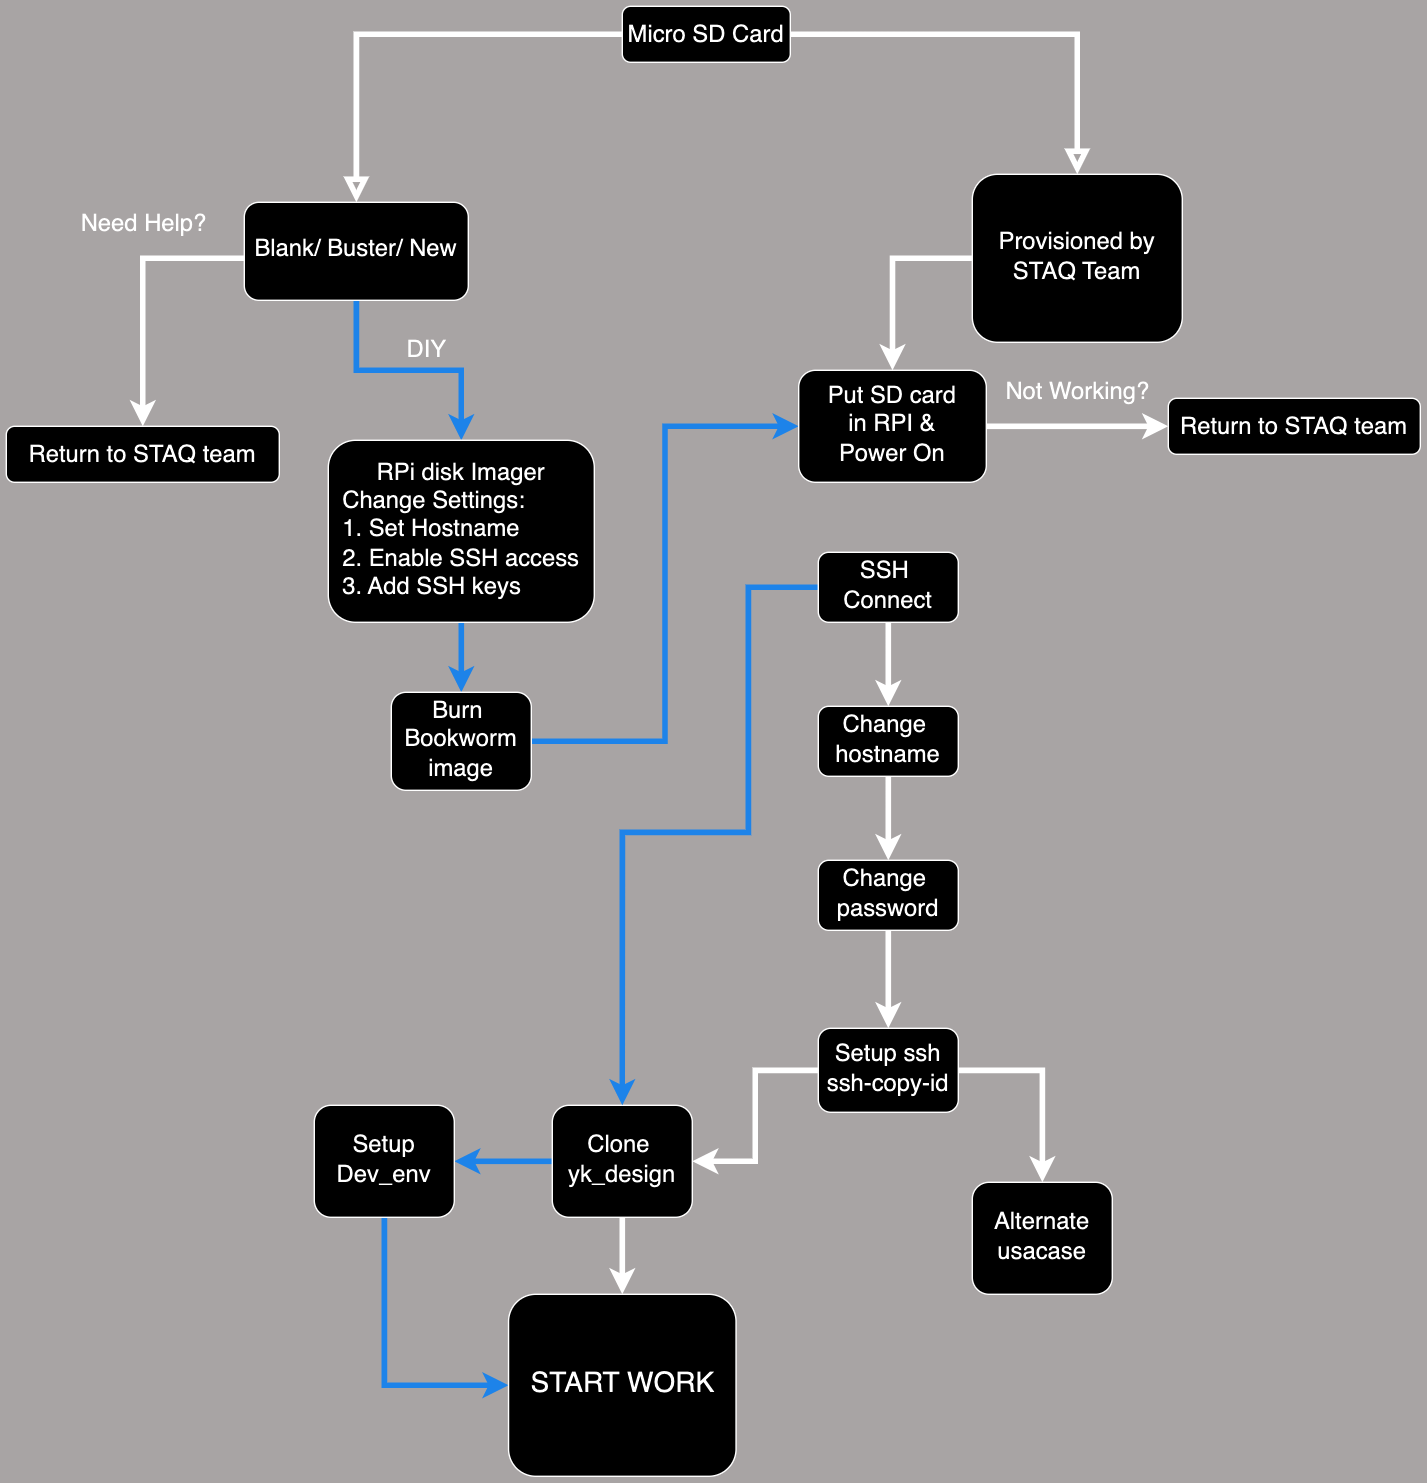 Micro SD Card
Need Help?
Blank/ Buster/ New
Provisioned by
STAQ Team
DIY
Return to STAQ team
Put SD card
in RPI &
Power On
Not Working?
Return to STAQ team
RPi disk Imager
Change Settings:
1. Set Hostname
2. Enable SSH access
3. Add SSH keys
SSH
Connect
Burn
Bookworm
image
Change
hostname
Change
password
Setup ssh
ssh-copy-id
Setup
Dev_env
Clone
yk_design
Alternate
usacase
START WORK